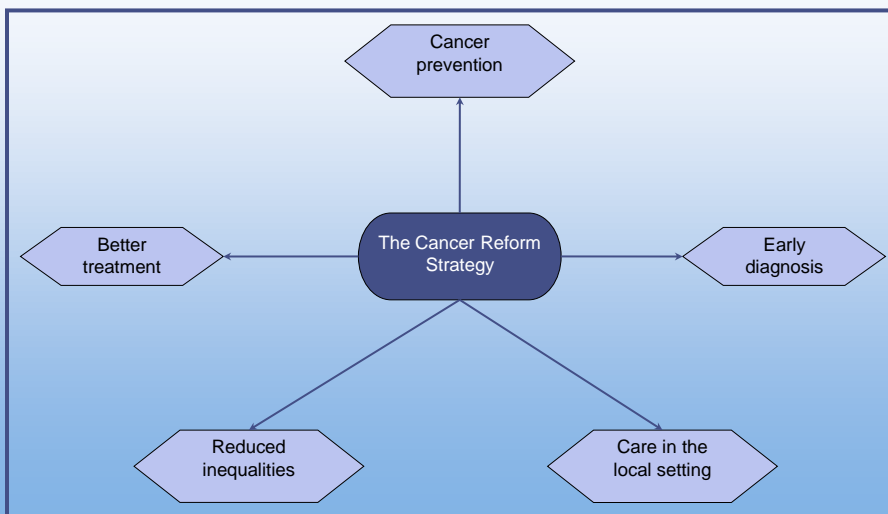 Cancer
prevention
Better
treatment
The Cancer Reform
Strategy
Early
diagnosis
Reduced
inequalities
Care in the
local setting